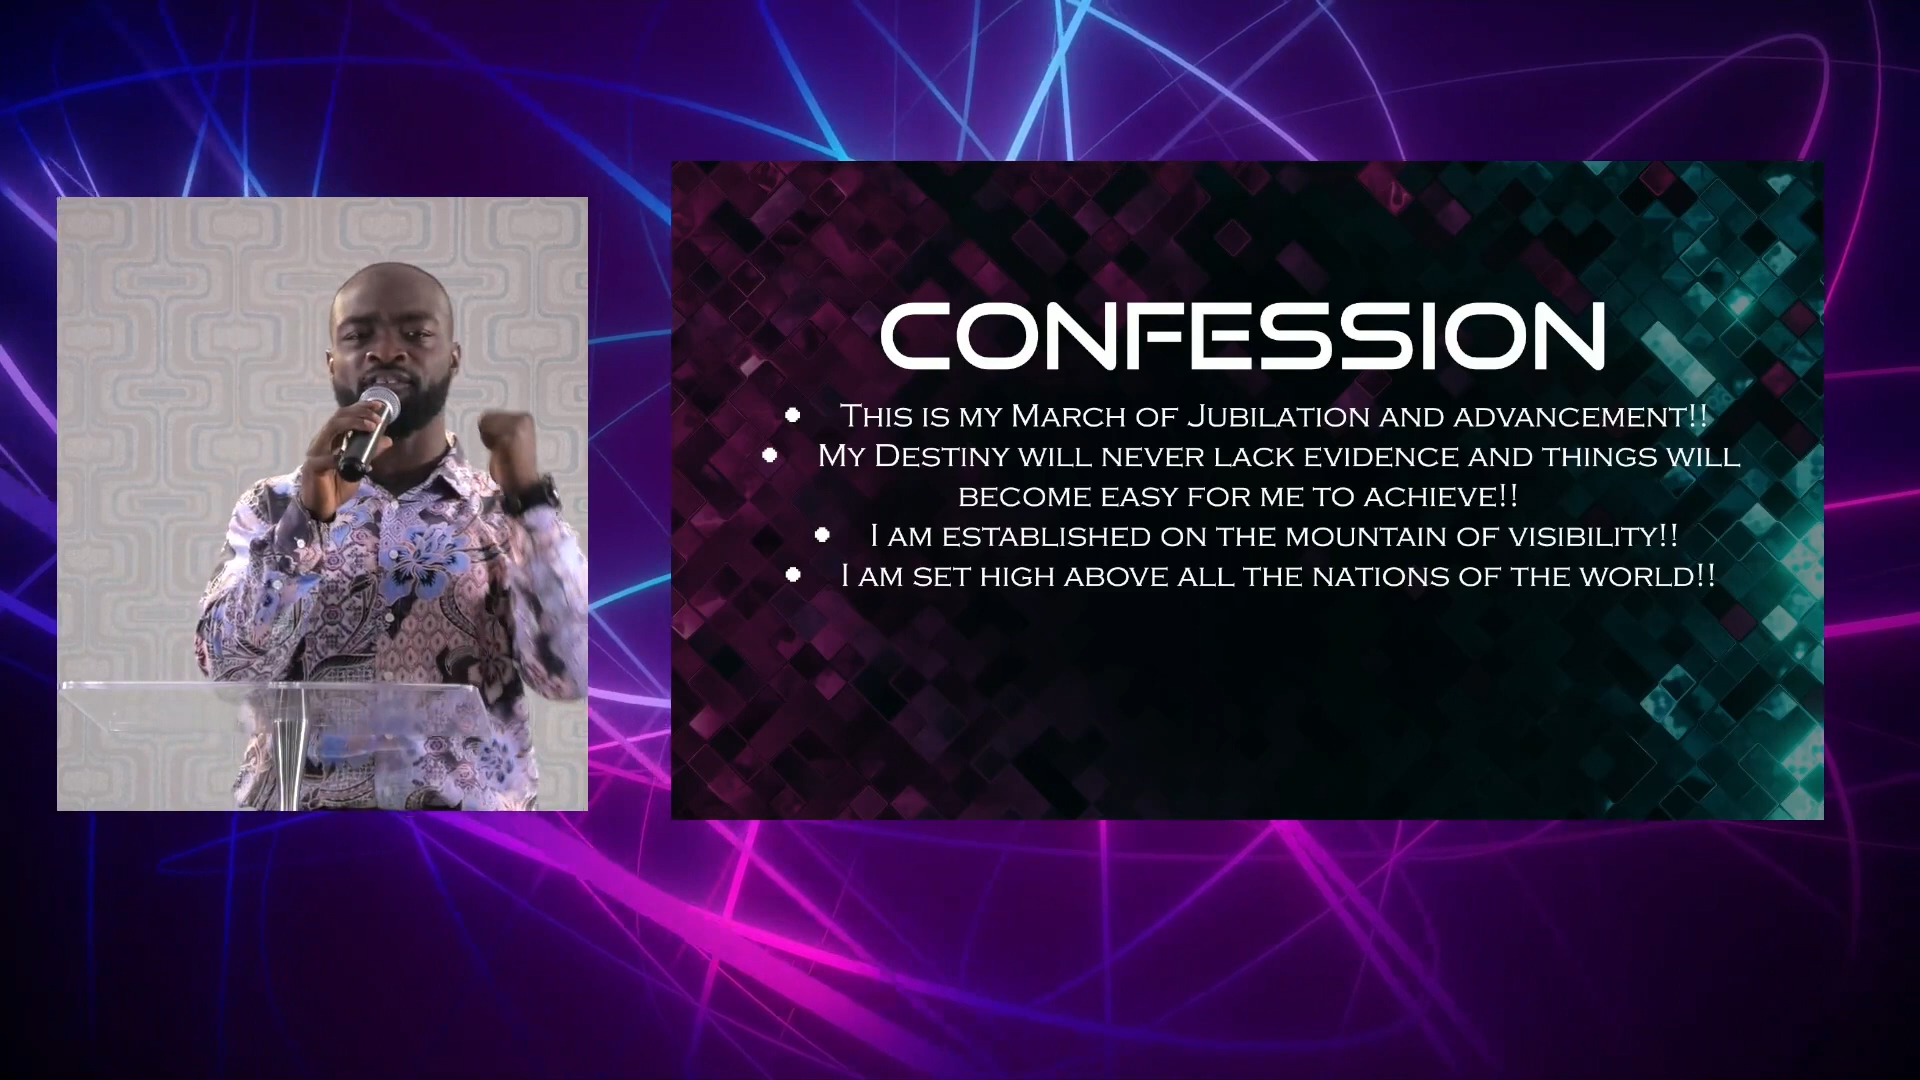 CONFESSION
• This is my March of Jubilation and advancement!!
• My Destiny will never lack evidence and things will
become easy for me to achieve!!
• I am established on the mountain of visibility!!
• I am set high above all the nations of the world!!